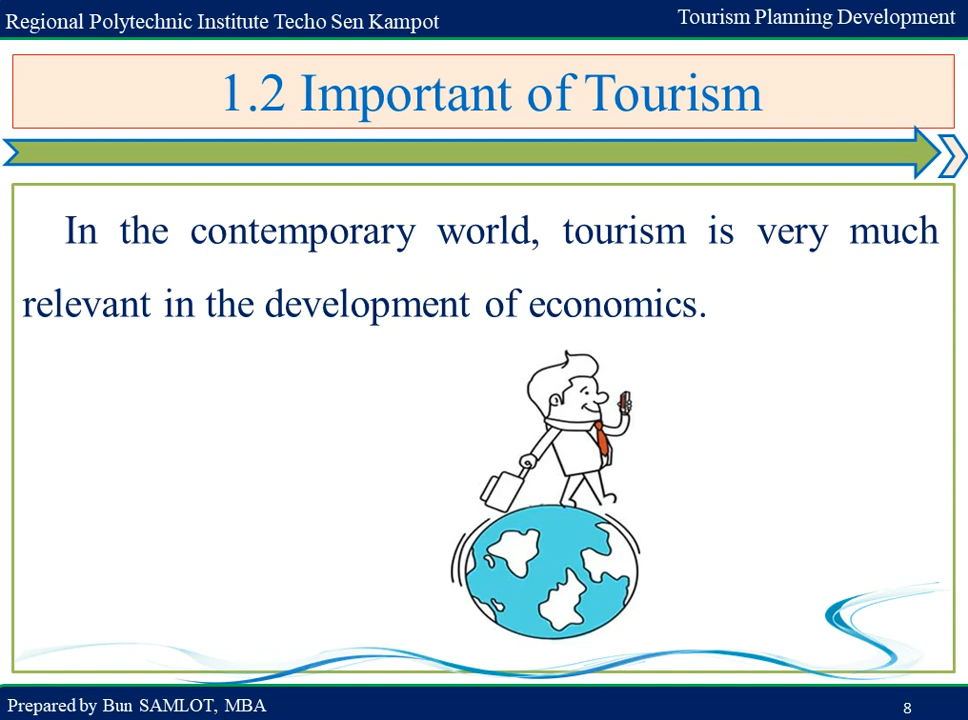 Regional Polytechnic Institute Techo Sen Kampot
Tourism Planning Development
1.2 Important of Tourism
In the contemporary world, tourism is very much
relevant in the development of economics.
Prepared by Bun SAMLOT, MBA
8